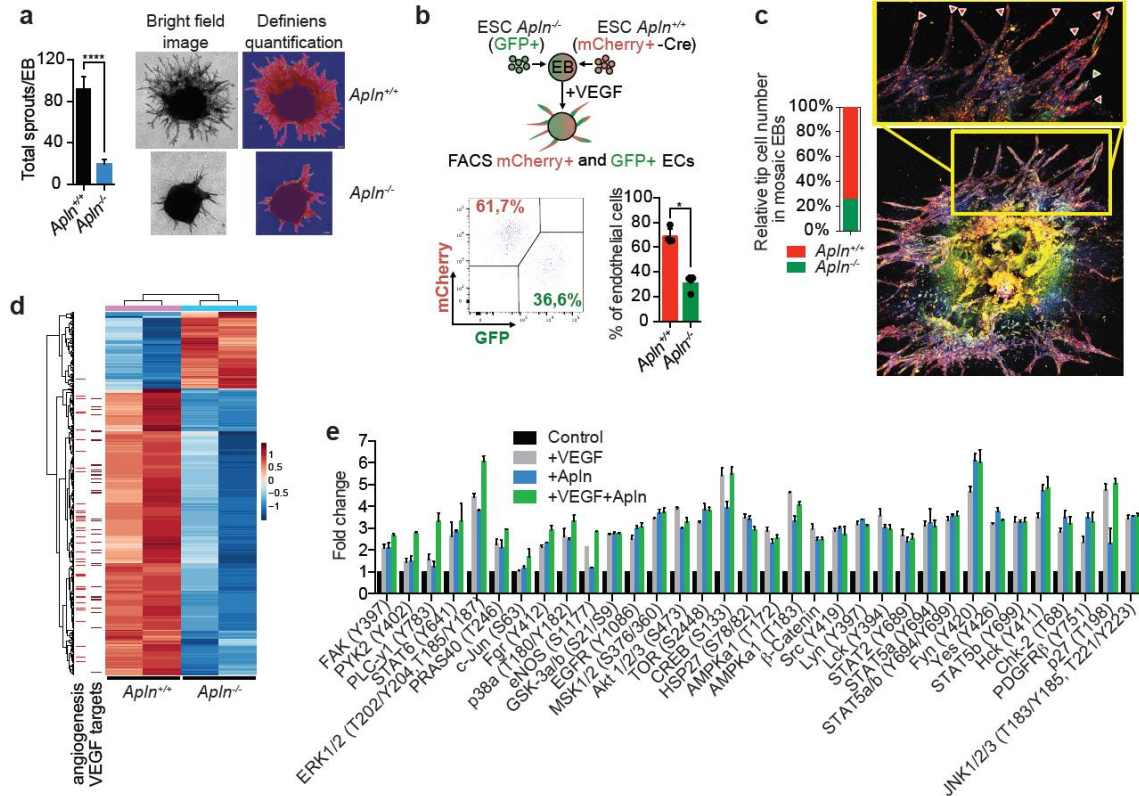 a
Bright field
image
Definiens
quantification
Total sprouts/EB
120
80
40
0
****
Apln+/+
Apln-/-
Apln+/+
Apln-/-
b
ESC Apln-/-
(GFP+)
ESC Apln+/+
(mCherry+ -Cre)
EB
+VEGF
FACS mCherry+ and GFP+ ECs
61,7%
36,6%
mCherry
GFP
% of endothelial cells
100
80
60
40
20
0
*
Apln+/+
Apln-/-
c
Relative tip cell number
in mosaic EBs
100%
80%
60%
40%
20%
0%
Apln+/+
Apln-/-
d
1
0.5
0
−0.5
−1
angiogenesis
VEGF targets
Apln+/+
Apln-/-
e
Control
+VEGF
+Apln
+VEGF+Apln
Fold change
7
6
5
4
3
2
1
0
FAK (Y397)
PYK2 (Y402)
PLC-γ1 (Y783)
STAT6 (Y641)
ERK1/2 (T202/Y204, T185/Y187)
PRAS40 (T246)
c-Jun (S63)
Fgr (Y412)
p38a (T180/Y182)
eNOS (S1177)
GSK-3a/b (S21/S9)
EGFR (Y1086)
MSK1/2 (S376/360)
Akt 1/2/3 (S473)
TOR (S2448)
CREB (S133)
HSP27 (S78/82)
AMPKa1 (T172)
AMPKa1 (T183)
β-Catenin
Src (Y419)
Lyn (Y397)
Lck (Y394)
STAT2 (Y689)
STAT5a (Y694)
STAT5a/b (Y694/Y699)
Fyn (Y420)
Yes (Y426)
STAT5b (Y699)
Hck (Y411)
Chk-2 (T68)
PDGFRβ (Y751)
p27 (T198)
JNK1/2/3 (T183/Y185, T221/Y223)